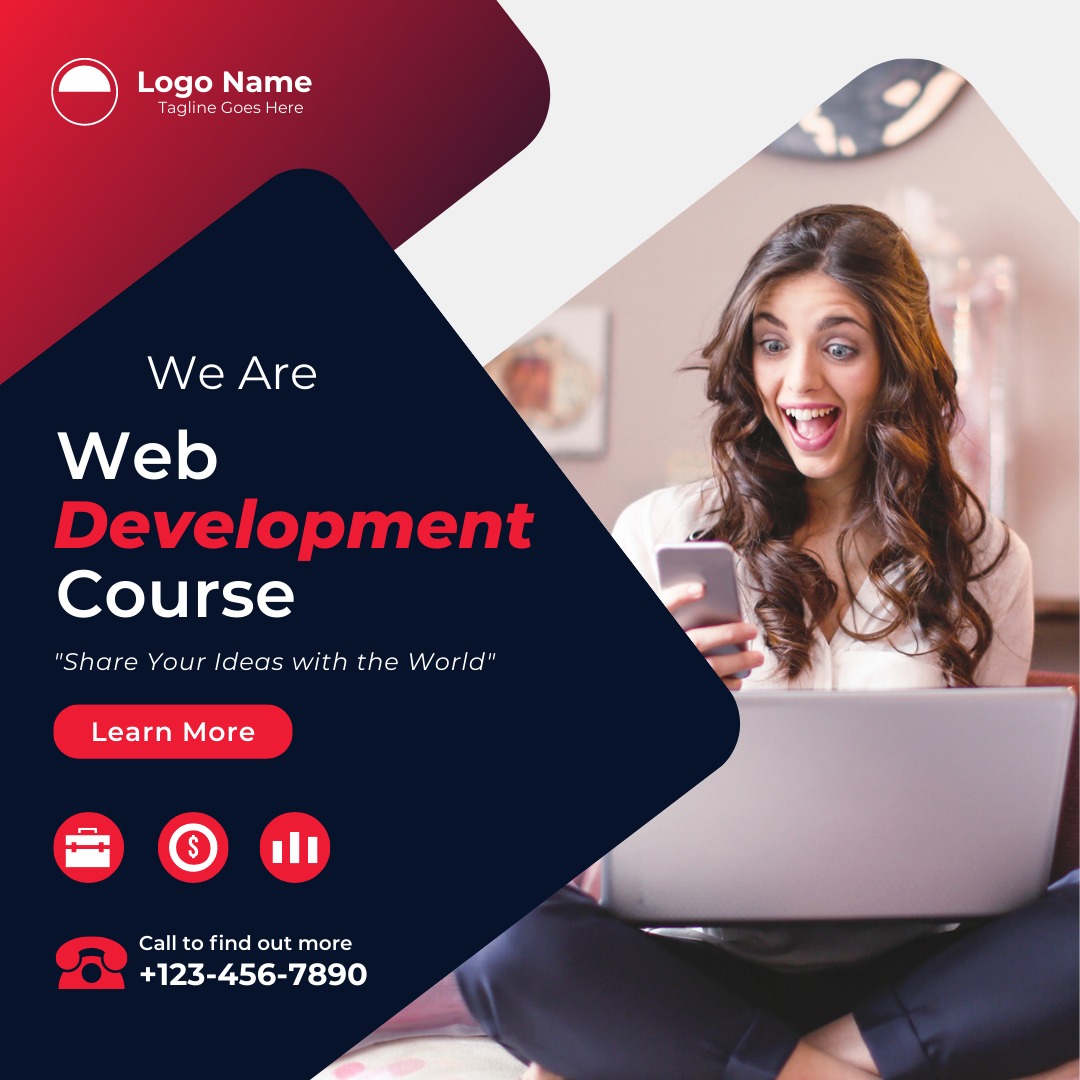 Logo Name
Tagline Goes Here
We Are
Web
Development
Course
"Share Your Ideas with the World"
Learn More
$
Call to find out more
+123-456-7890